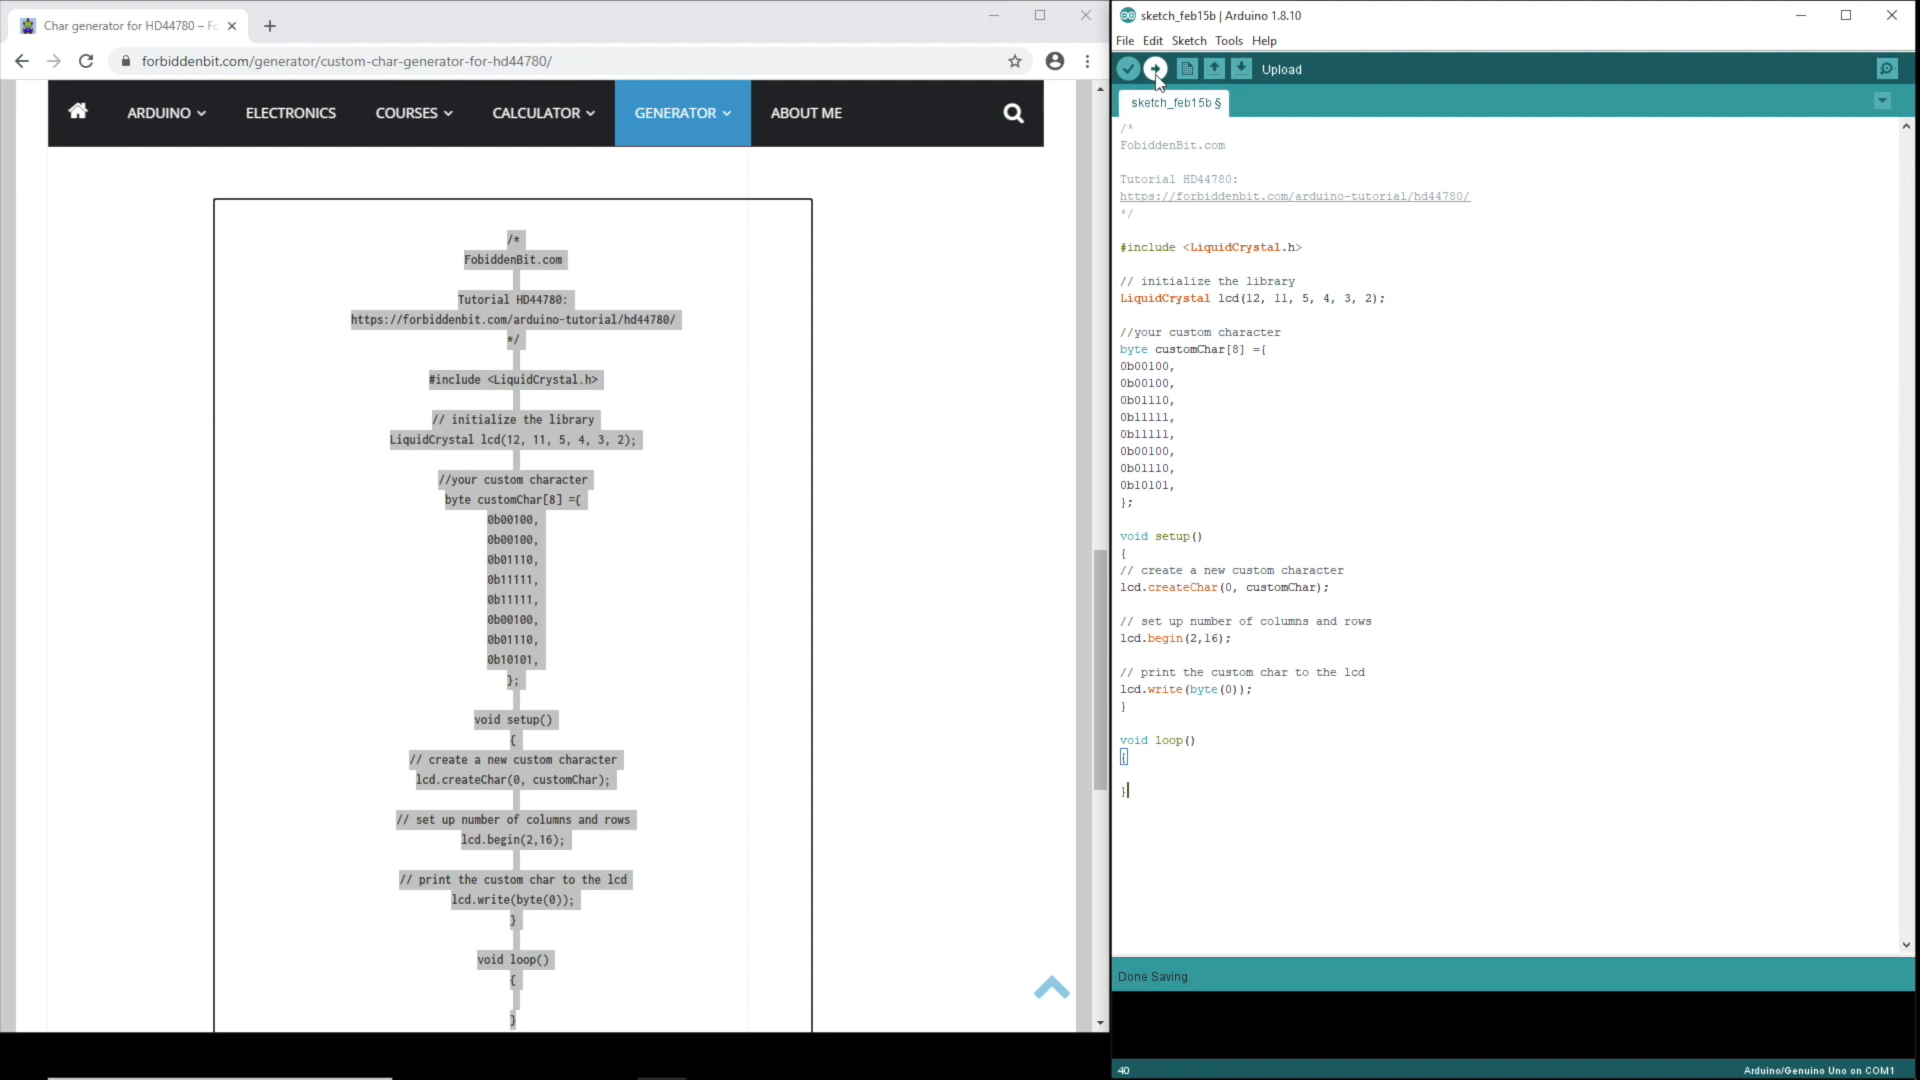 Char generator for HD44780 – Fo
forbiddenbit.com/generator/custom-char-generator-for-hd44780/
ARDUINO
ELECTRONICS
COURSES
CALCULATOR
GENERATOR
ABOUT ME
/*
FobiddenBit.com
Tutorial HD44780:
https://forbiddenbit.com/arduino-tutorial/hd44780/
*/
#include <LiquidCrystal.h>
// initialize the library
LiquidCrystal lcd(12, 11, 5, 4, 3, 2);
//your custom character
byte customChar[8] ={
0b00100,
0b00100,
0b01110,
0b11111,
0b11111,
0b00100,
0b01110,
0b10101,
};
void setup()
{
// create a new custom character
lcd.createChar(0, customChar);
// set up number of columns and rows
lcd.begin(2,16);
// print the custom char to the lcd
lcd.write(byte(0));
}
void loop()
{
}
sketch_feb15b | Arduino 1.8.10
File Edit Sketch Tools Help
Upload
sketch_feb15b §
/*
FobiddenBit.com
Tutorial HD44780:
https://forbiddenbit.com/arduino-tutorial/hd44780/
*/
#include <LiquidCrystal.h>
// initialize the library
LiquidCrystal lcd(12, 11, 5, 4, 3, 2);
//your custom character
byte customChar[8] ={
0b00100,
0b00100,
0b01110,
0b11111,
0b11111,
0b00100,
0b01110,
0b10101,
};
void setup()
{
// create a new custom character
lcd.createChar(0, customChar);
// set up number of columns and rows
lcd.begin(2,16);
// print the custom char to the lcd
lcd.write(byte(0));
}
void loop()
{
}
Done Saving.
40
Arduino/Genuino Uno on COM1